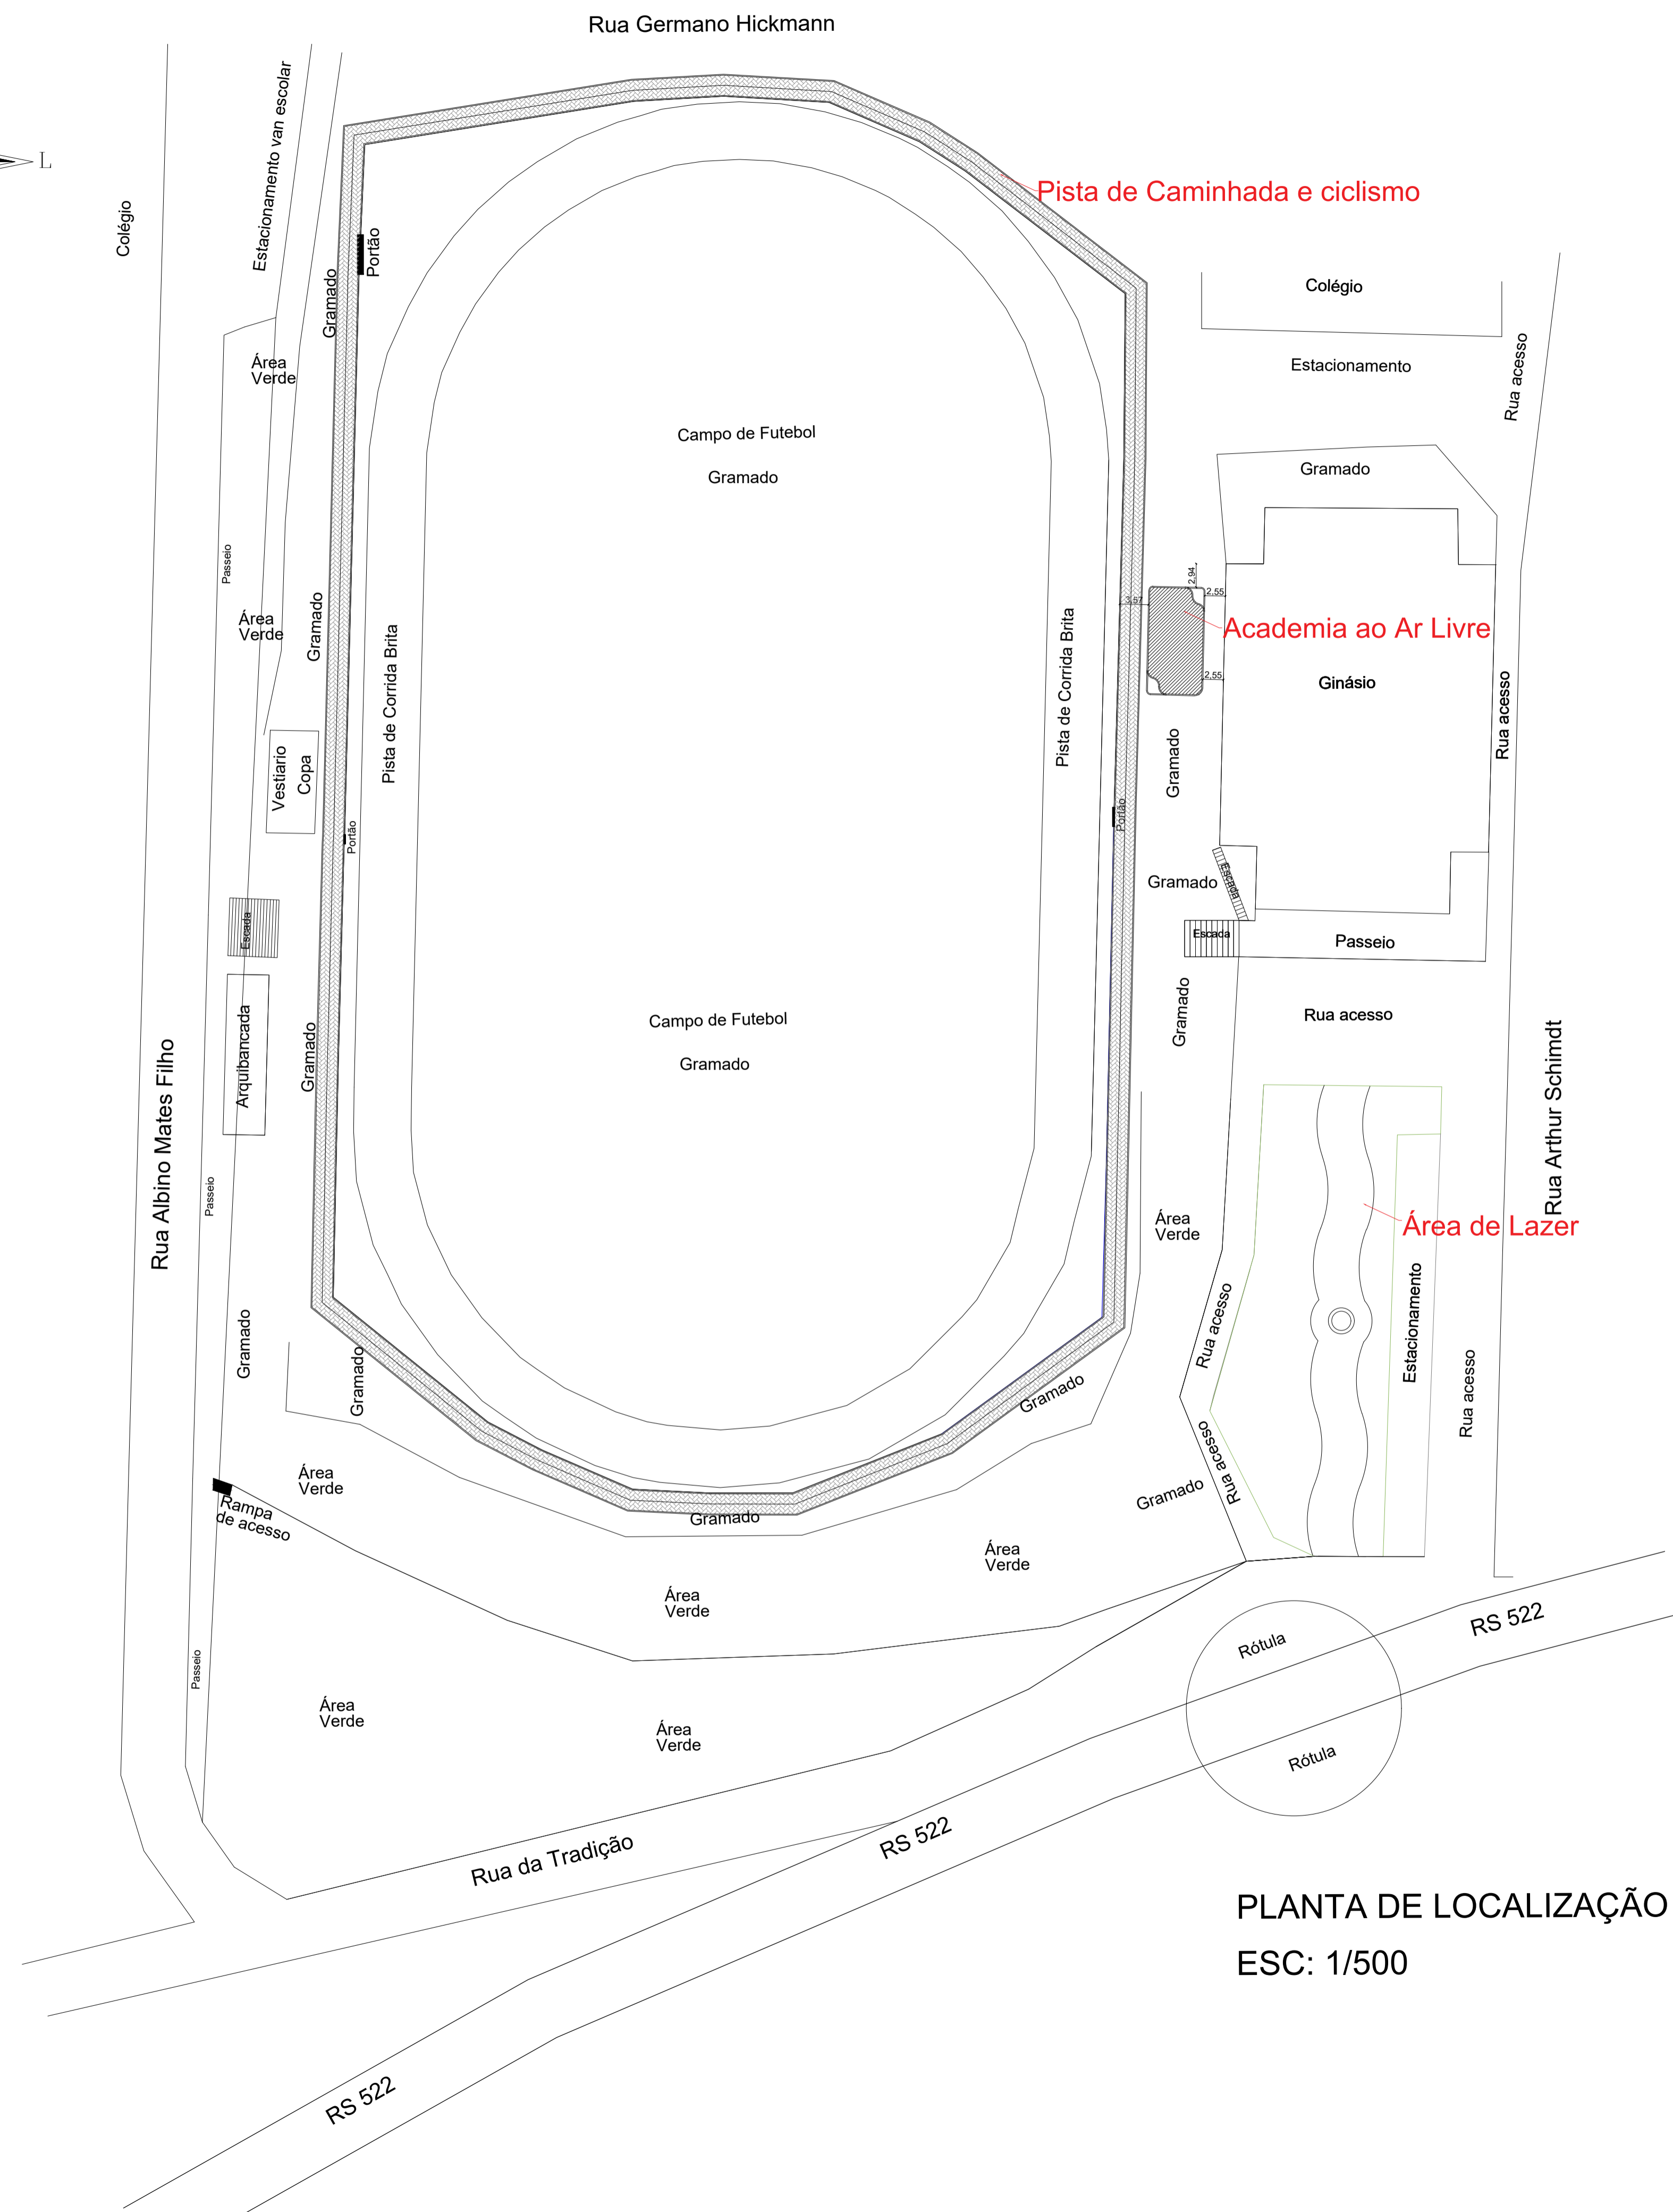 Rua Germano Hickmann
Estacionamento van escolar
L
Colégio
Pista de Caminhada e ciclismo
Portão
Gramado
Colégio
Estacionamento
Rua acesso
Área
Verde
Campo de Futebol
Gramado
Gramado
Passeio
2,94
2,55
3,57
Academia ao Ar Livre
Área
Verde
Gramado
Pista de Corrida Brita
Pista de Corrida Brita
2,55
Ginásio
Rua acesso
Vestiario
Copa
Gramado
Portão
Portão
Gramado
Escada
Escada
Escada
Passeio
Arquibancada
Gramado
Campo de Futebol
Gramado
Gramado
Rua acesso
Rua Albino Mates Filho
Rua Arthur Schimdt
Passeio
Área
Verde
Área de Lazer
Gramado
Gramado
Gramado
Rua acesso
Estacionamento
Rua acesso
Rua acesso
Área
Verde
Rampa
de acesso
Gramado
Gramado
Área
Verde
Área
Verde
Passeio
Rótula
RS 522
Área
Verde
Área
Verde
Rótula
Rua da Tradição
RS 522
PLANTA DE LOCALIZAÇÃO
ESC: 1/500
RS 522